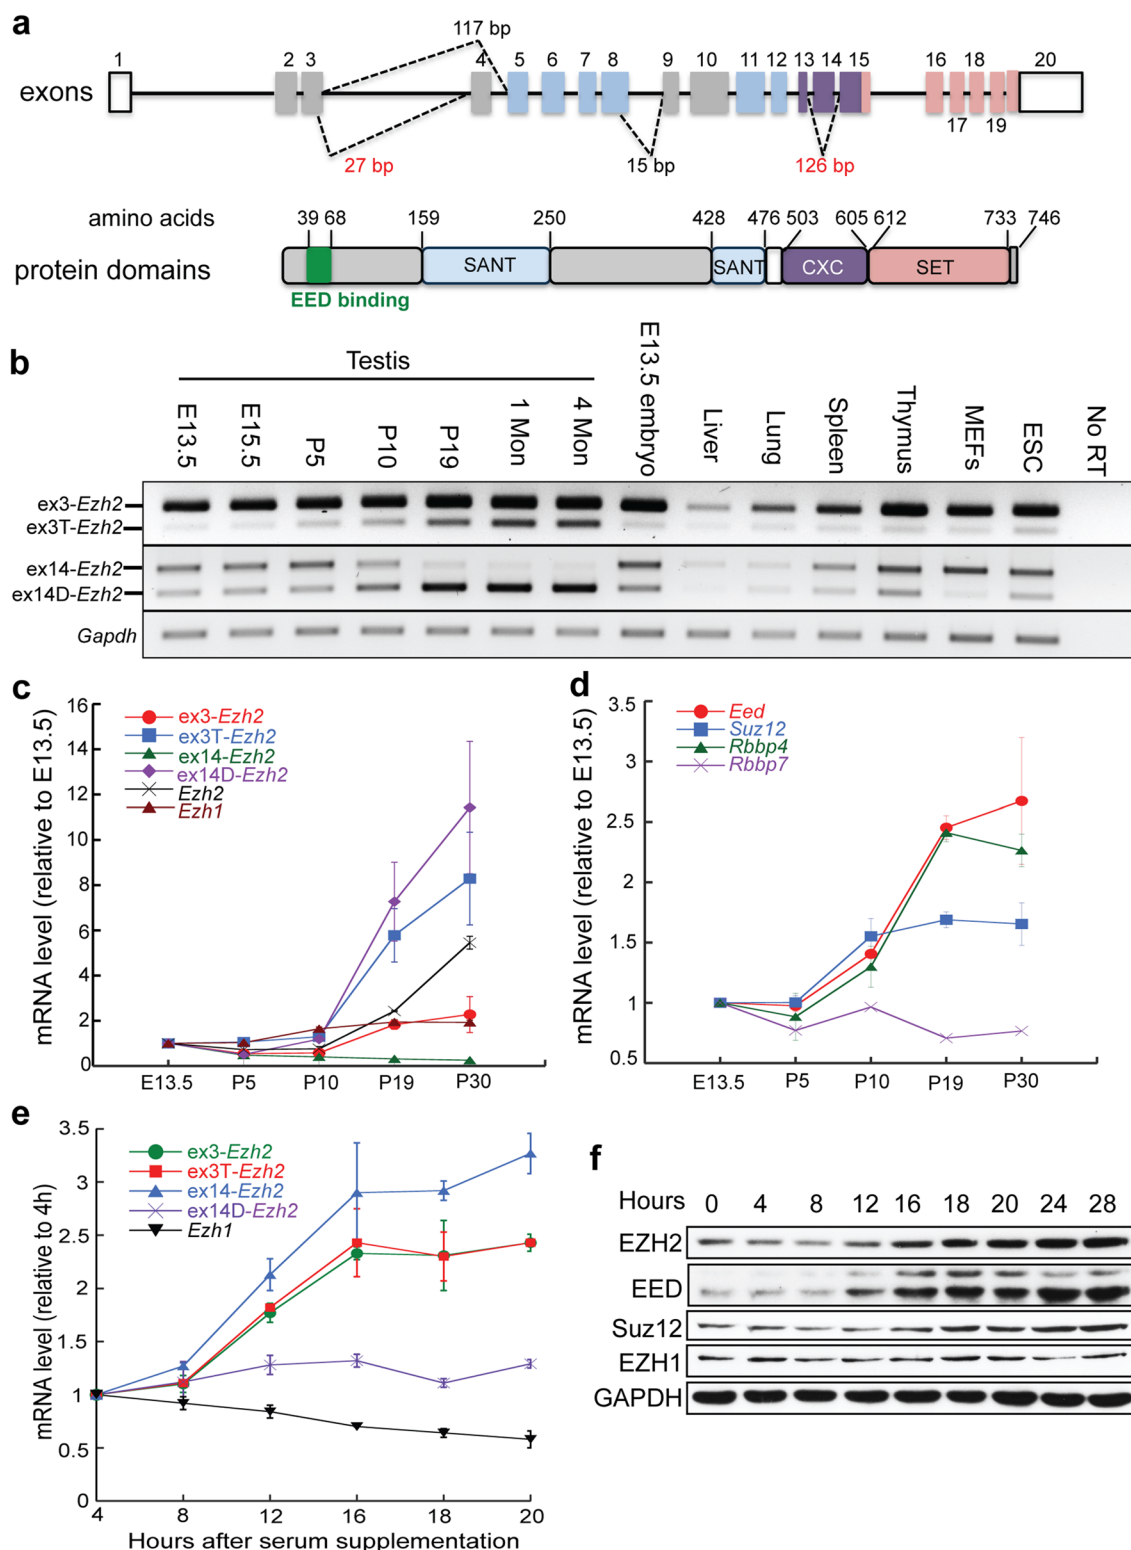 a
117 bp
1 2 3 4 5 6 7 8 9 10 11 12 13 14 15 16 18 20
exons
17 19
27 bp 15 bp 126 bp
amino acids 39 68 159 250 428 476 503 605 612 733 746
protein domains SANT SANT CXC SET
EED binding
b
Testis
E13.5 E15.5 P5 P10 P19 1 Mon 4 Mon E13.5 embryo Liver Lung Spleen Thymus MEFs ESC No RT
ex3-Ezh2
ex3T-Ezh2
ex14-Ezh2
ex14D-Ezh2
Gapdh
c
mRNA level (relative to E13.5)
16
14
12
10
8
6
4
2
0
ex3-Ezh2
ex3T-Ezh2
ex14-Ezh2
ex14D-Ezh2
Ezh2
Ezh1
E13.5 P5 P10 P19 P30
d
mRNA level (relative to E13.5)
3.5
3
2.5
2
1.5
1
0.5
Eed
Suz12
Rbbp4
Rbbp7
E13.5 P5 P10 P19 P30
e
mRNA level (relative to 4h)
3.5
3
2.5
2
1.5
1
0.5
0
ex3-Ezh2
ex3T-Ezh2
ex14-Ezh2
ex14D-Ezh2
Ezh1
4 8 12 16 18 20
Hours after serum supplementation
f
Hours 0 4 8 12 16 18 20 24 28
EZH2
EED
Suz12
EZH1
GAPDH